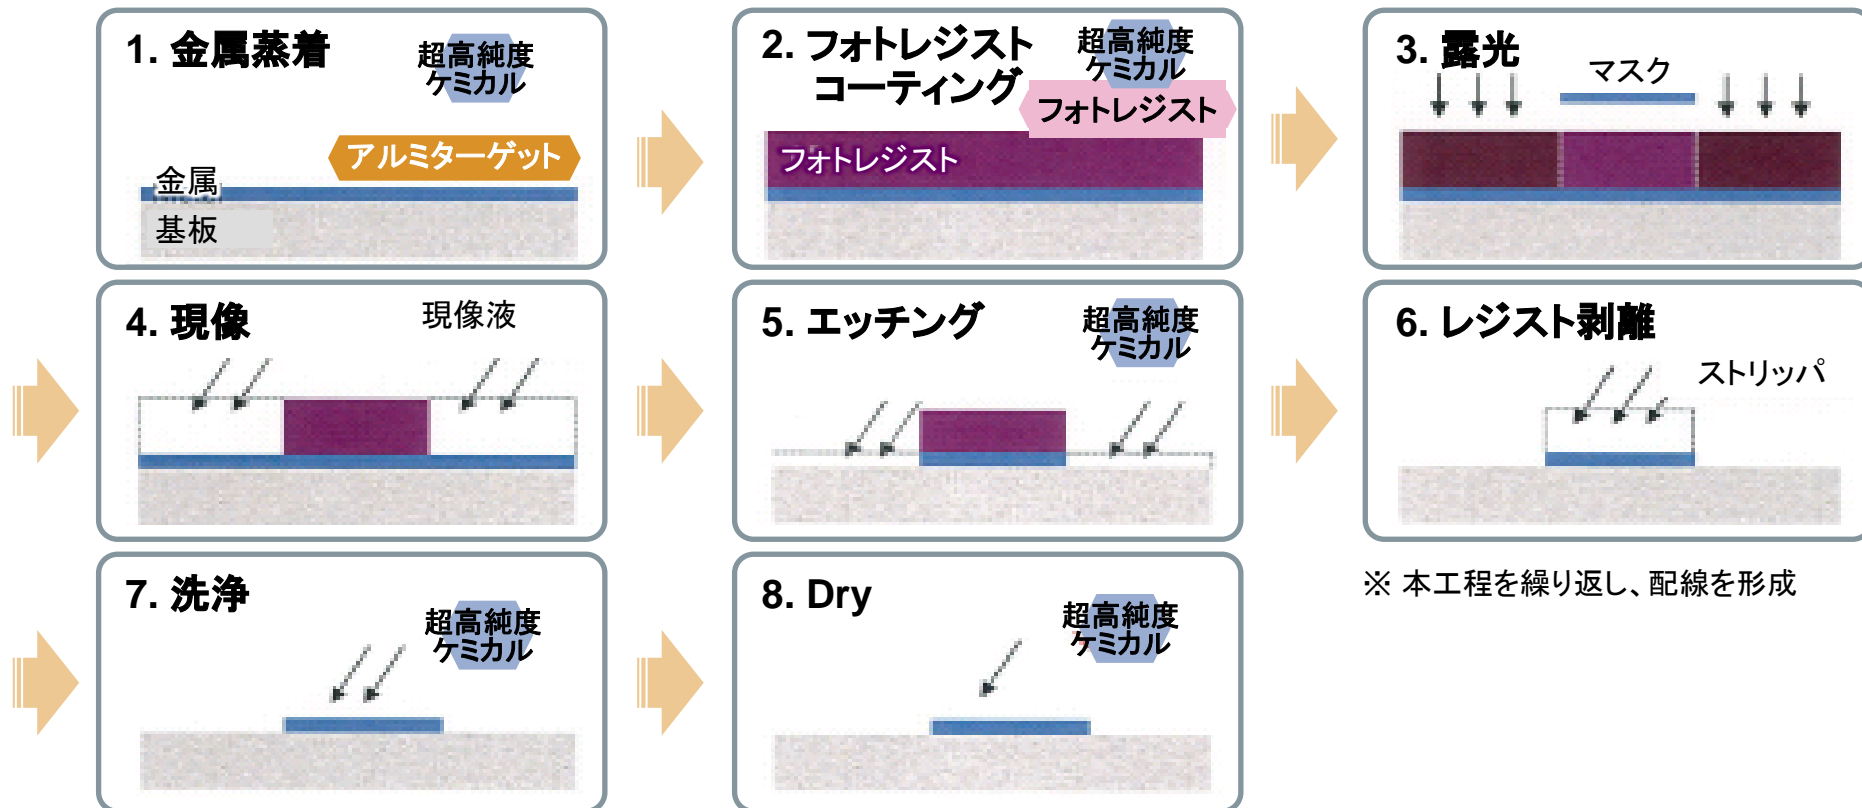 1. 金属蒸着
超高純度
ケミカル
アルミターゲット
金属
基板
2. フォトレジスト
コーティング
超高純度
ケミカル
フォトレジスト
フォトレジスト
3. 露光
マスク
4. 現像
現像液
5. エッチング
超高純度
ケミカル
6. レジスト剥離
ストリッパ
7. 洗浄
超高純度
ケミカル
8. Dry
超高純度
ケミカル
※ 本工程を繰り返し、配線を形成